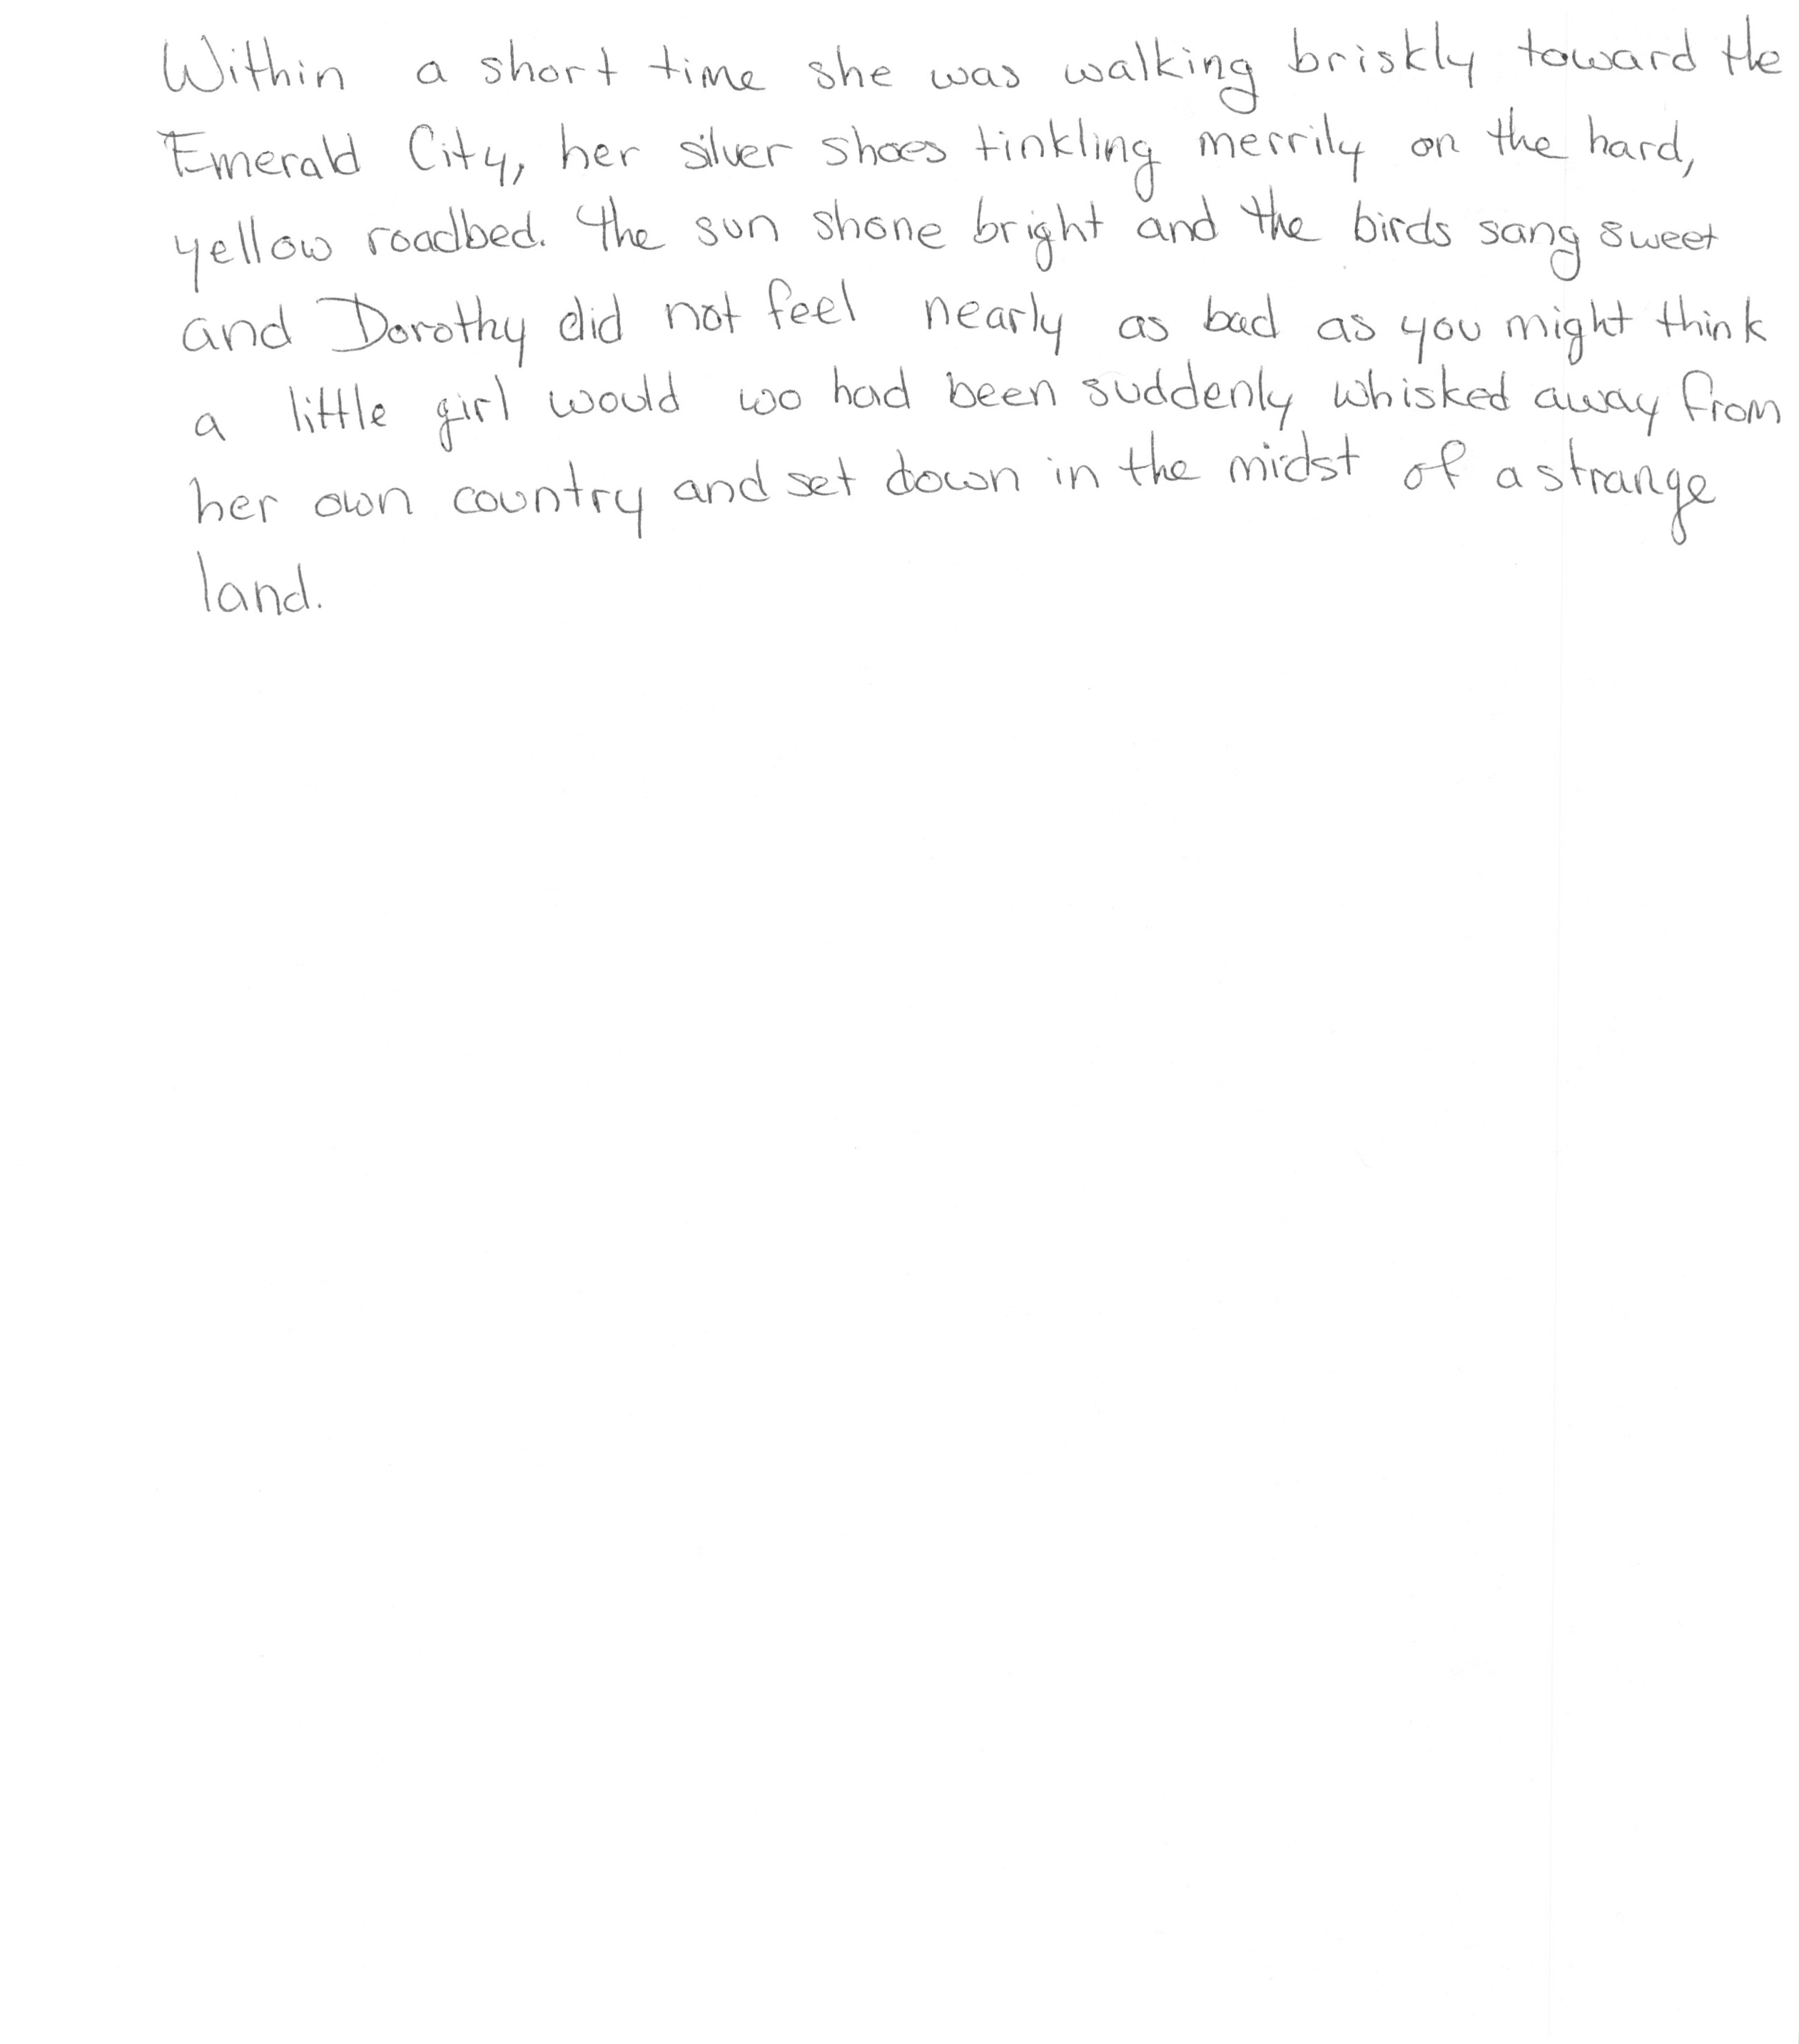 Within a short time she was walking briskly toward the
Emerald City, her silver shoes tinkling merrily on the hard,
yellow roadbed. The sun shone bright and the birds sang sweet
and Dorothy did not feel nearly as bad as you might think
a little girl would wo had been suddenly whisked away from
her own country and set down in the midst of a strange
land.